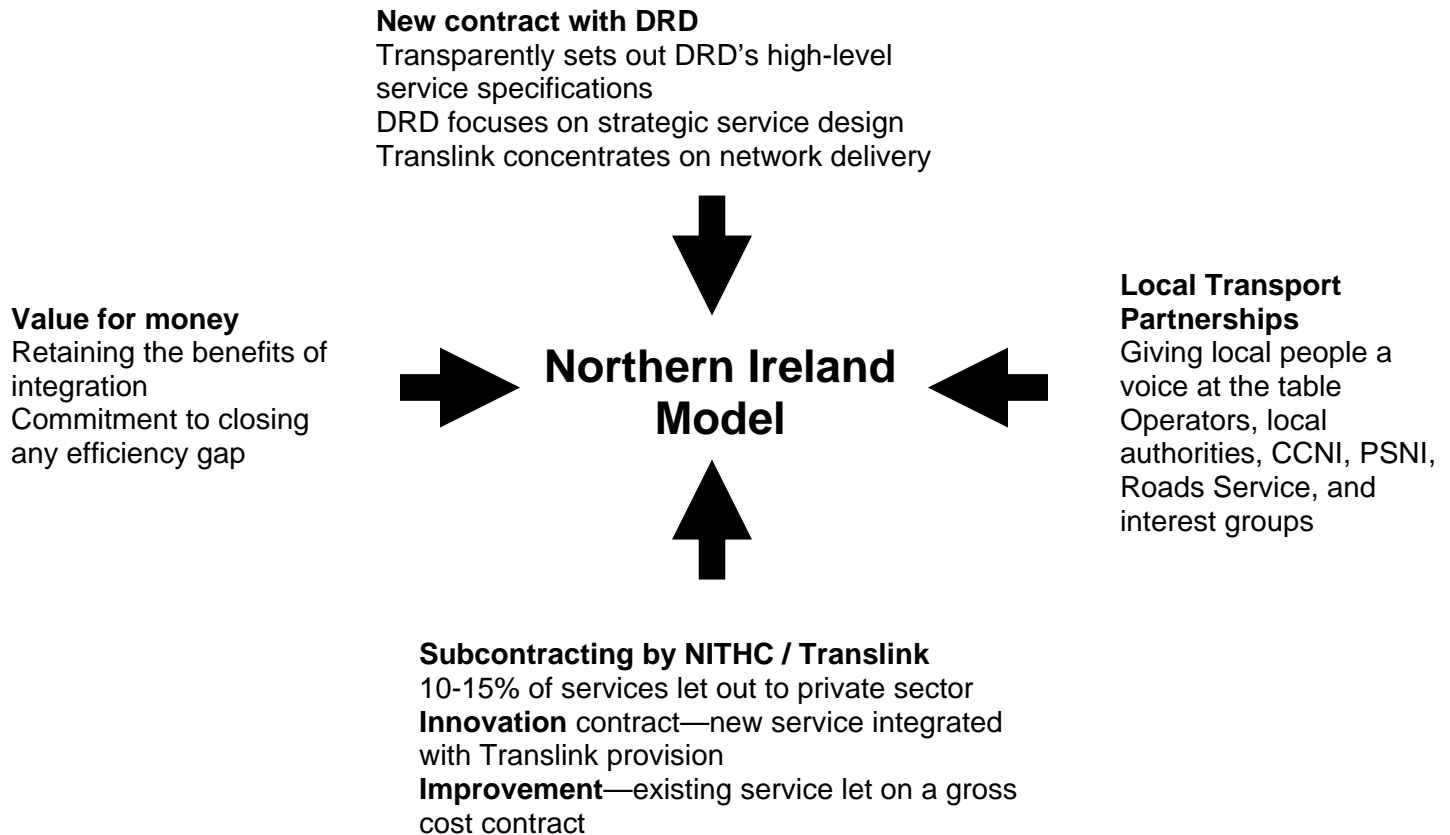 New contract with DRD
Transparently sets out DRD’s high-level
service specifications
DRD focuses on strategic service design
Translink concentrates on network delivery
Value for money
Retaining the benefits of
integration
Commitment to closing
any efficiency gap
Northern Ireland
Model
Local Transport
Partnerships
Giving local people a
voice at the table
Operators, local
authorities, CCNI, PSNI,
Roads Service, and
interest groups
Subcontracting by NITHC / Translink
10-15% of services let out to private sector
Innovation contract—new service integrated
with Translink provision
Improvement—existing service let on a gross
cost contract